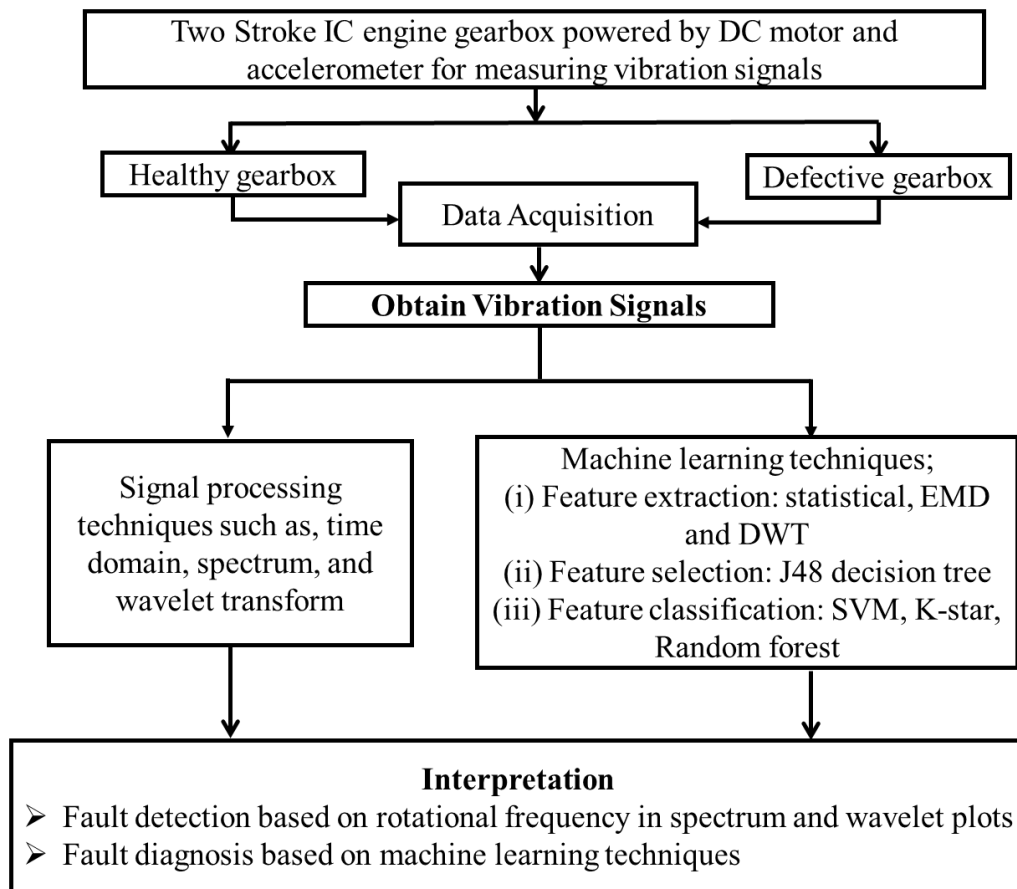 Two Stroke IC engine gearbox powered by DC motor and
accelerometer for measuring vibration signals
Healthy gearbox
Defective gearbox
Data Acquisition
Obtain Vibration Signals
Signal processing
techniques such as, time
domain, spectrum, and
wavelet transform
Machine learning techniques;
(i) Feature extraction: statistical, EMD
and DWT
(ii) Feature selection: J48 decision tree
(iii) Feature classification: SVM, K-star,
Random forest
Interpretation
➢ Fault detection based on rotational frequency in spectrum and wavelet plots
➢ Fault diagnosis based on machine learning techniques